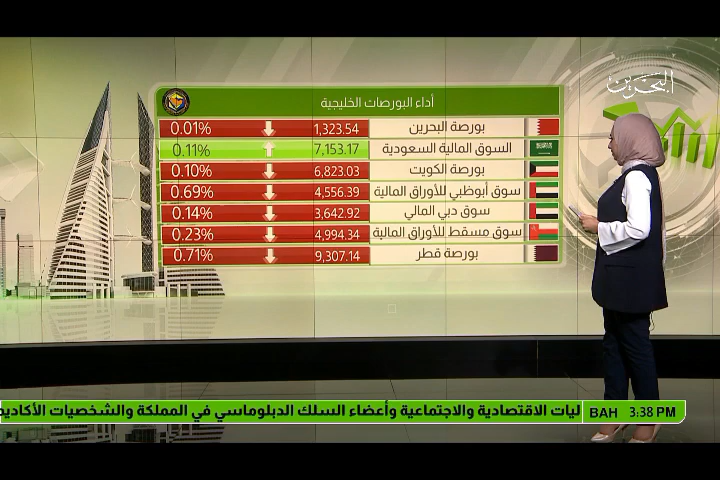 البحرين
أداء البورصات الخليجية
بورصة البحرين 1,323.54 0.01%
السوق المالية السعودية 7,153.17 0.11%
بورصة الكويت 6,823.03 0.10%
سوق أبوظبي للأوراق المالية 4,556.39 0.69%
سوق دبي المالي 3,642.92 0.14%
سوق مسقط للأوراق المالية 4,994.34 0.23%
بورصة قطر 9,307.14 0.71%
BAH 3:38 PM
ليات الاقتصادية والاجتماعية وأعضاء السلك الدبلوماسي في المملكة والشخصيات الأكاديم